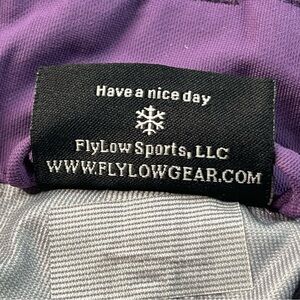 Have a nice day
FlyLow Sports, LLC
WWW.FLYLOWGEAR.COM